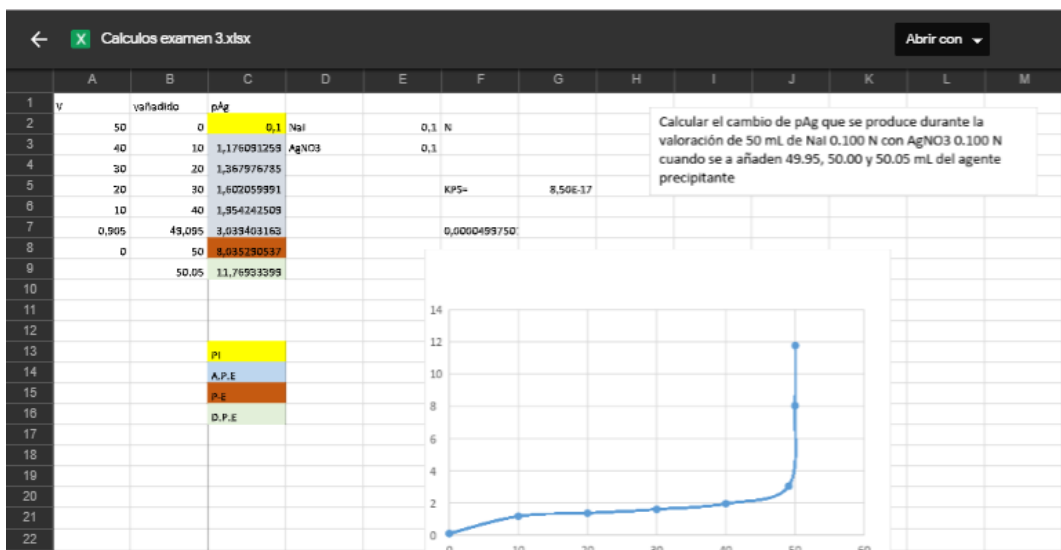 Calculos examen 3.xlsx
Abrir con
A B C D E F G H I J K L M
1 V vañadido pAg
2 50 0 0,1 NaI 0,1 N
3 40 10 1,176091259 AgNO3 0,1
4 30 20 1,367976785
5 20 30 1,602059991 KPS= 8,50E-17
6 10 40 1,954242509
7 0,905 49,095 3,039403163 0,0000499750
8 0 50 8,035290537
9 50.05 11,76933399
10
11
12
13 PI
14 A.P.E
15 P-E
16 D.P.E
17
18
19
20
21
22
Calcular el cambio de pAg que se produce durante la
valoración de 50 mL de NaI 0.100 N con AgNO3 0.100 N
cuando se a añaden 49.95, 50.00 y 50.05 mL del agente
precipitante
14
12
10
8
6
4
2
0
0 10 20 30 40 50 60